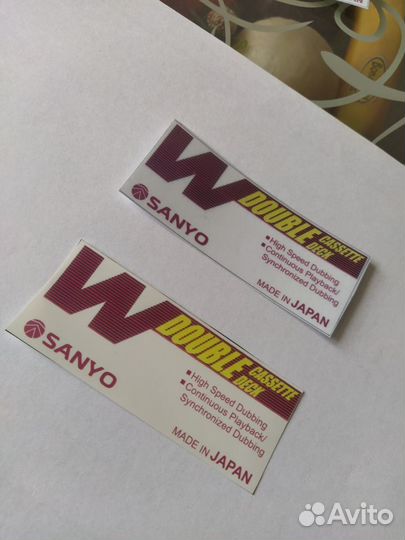 W DOUBLE CASSETTE DECK
SANYO
▪High Speed Dubbing
▪Continuous Playback/
Synchronized Dubbing
MADE IN JAPAN
W DOUBLE CASSETTE DECK
SANYO
▪High Speed Dubbing
▪Continuous Playback/
Synchronized Dubbing
MADE IN JAPAN
Avito